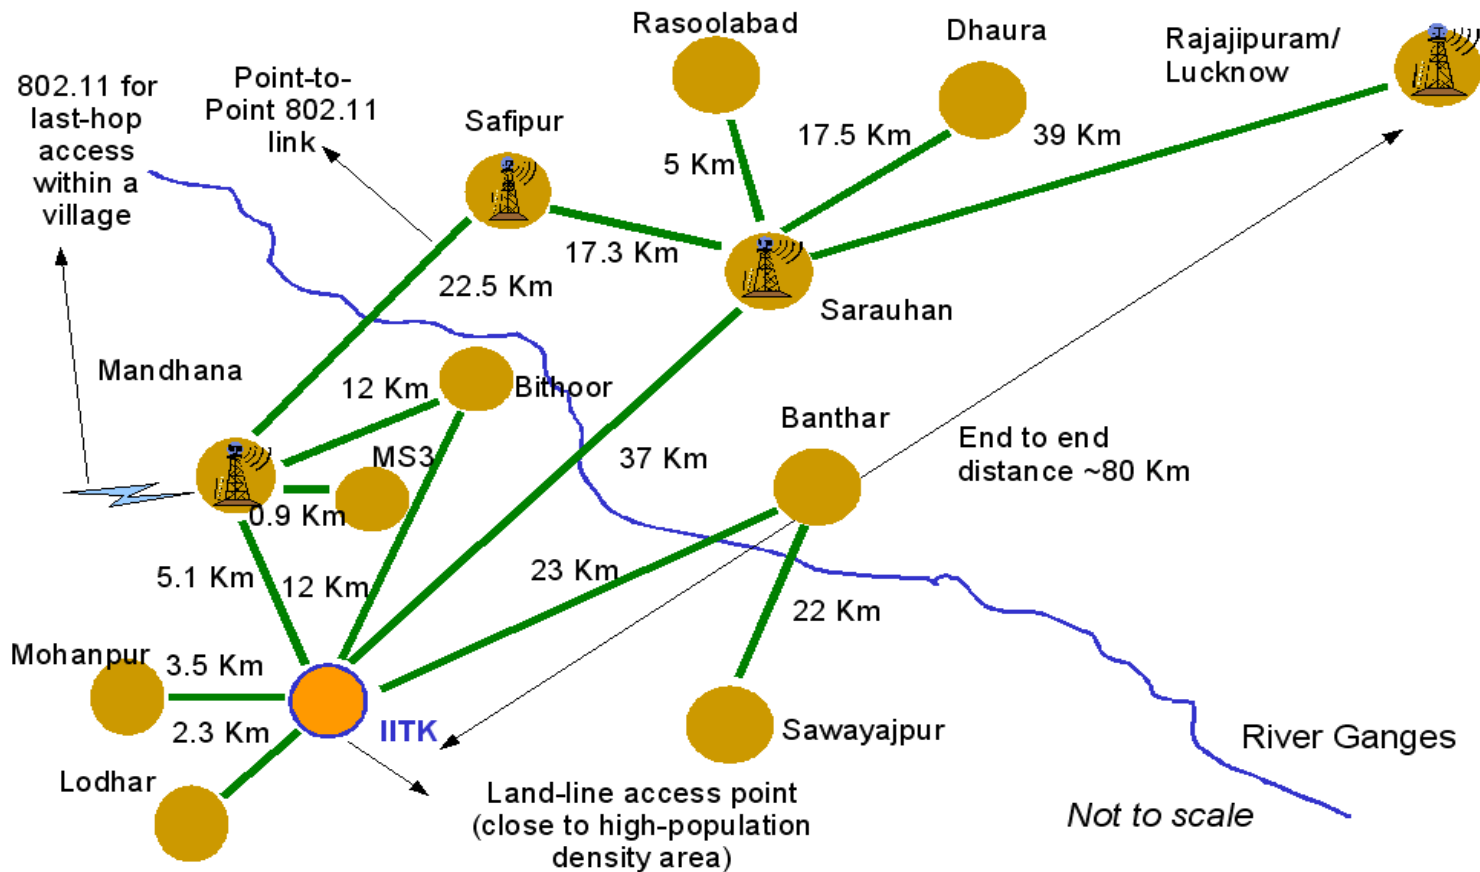 Rasoolabad
Dhaura
Rajajipuram/
Lucknow
802.11 for
last-hop
access
within a
village
Point-to-
Point 802.11
link
Safipur
5 Km
17.5 Km
39 Km
17.3 Km
22.5 Km
Sarauhan
Mandhana
12 Km
Bithoor
Banthar
MS3
37 Km
End to end
distance ~80 Km
0.9 Km
5.1 Km
12 Km
23 Km
22 Km
Mohanpur
3.5 Km
2.3 Km
IITK
Sawayajpur
River Ganges
Lodhar
Land-line access point
(close to high-population
density area)
Not to scale